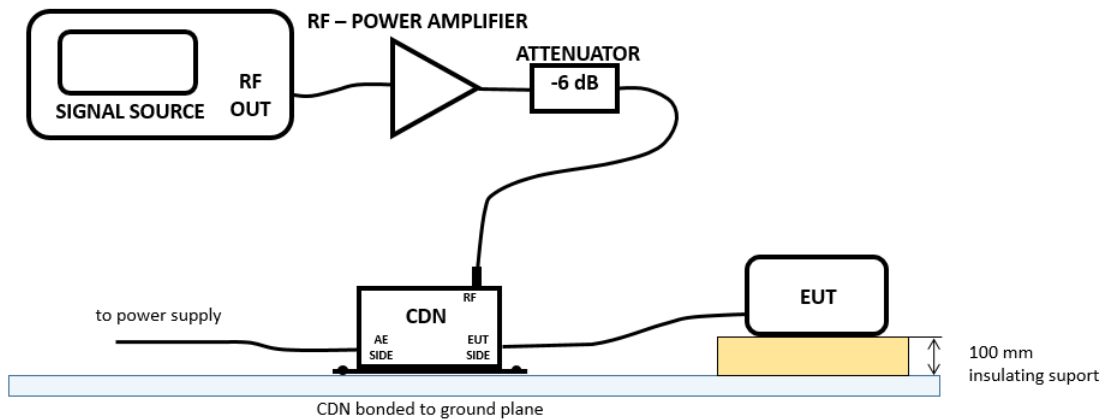 RF – POWER AMPLIFIER
ATTENUATOR
-6 dB
RF
OUT
SIGNAL SOURCE
RF
CDN
EUT
to power supply
AE
SIDE
EUT
SIDE
100 mm
insulating suport
CDN bonded to ground plane